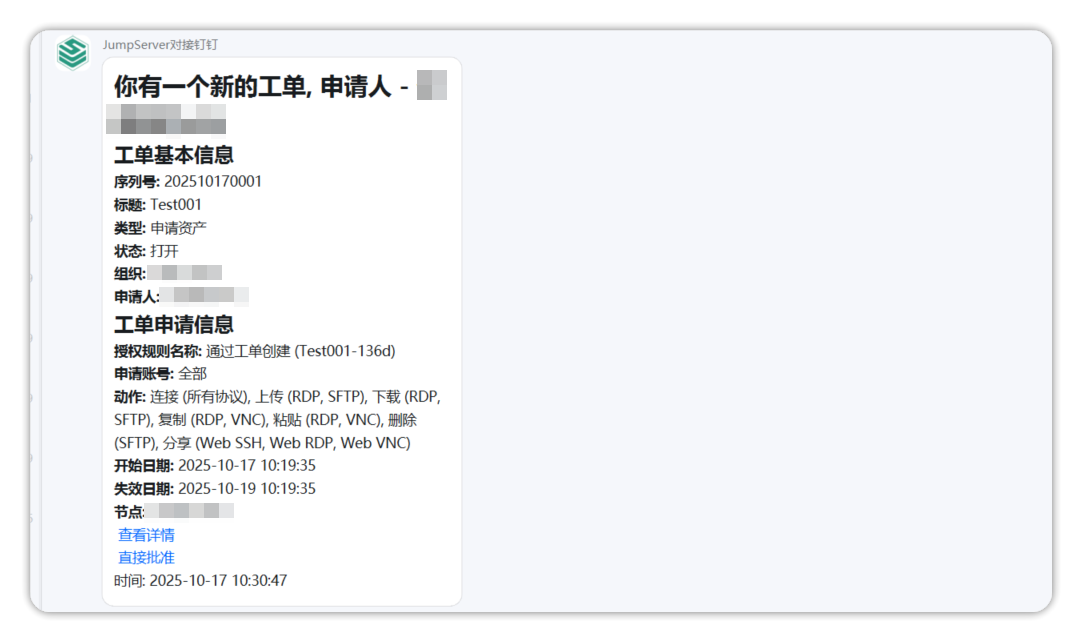 JumpServer对接钉钉
你有一个新的工单, 申请人 -
工单基本信息
序列号: 202510170001
标题: Test001
类型: 申请资产
状态: 打开
组织:
申请人:
工单申请信息
授权规则名称: 通过工单创建 (Test001-136d)
申请账号: 全部
动作: 连接 (所有协议), 上传 (RDP, SFTP), 下载 (RDP,
SFTP), 复制 (RDP, VNC), 粘贴 (RDP, VNC), 删除
(SFTP), 分享 (Web SSH, Web RDP, Web VNC)
开始日期: 2025-10-17 10:19:35
失效日期: 2025-10-19 10:19:35
节点:
查看详情
直接批准
时间: 2025-10-17 10:30:47